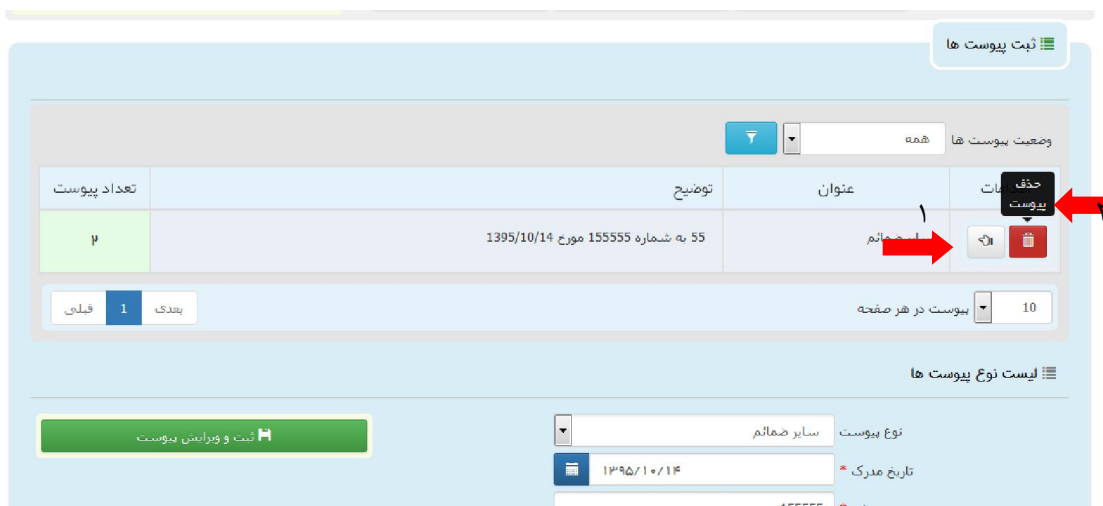 ثبت پیوست ها
وضعیت پیوست ها همه
عنوان توضیح تعداد پیوست
حذف
پیوست
۱
55 به شماره 155555 مورخ 1395/10/14 ۲
10 پیوست در هر صفحه بعدی 1 قبلی
لیست نوع پیوست ها
نوع پیوست سایر ضمائم ثبت و ویرایش پیوست
تاریخ مدرک * ۱۳۹۵/۱۰/۱۴